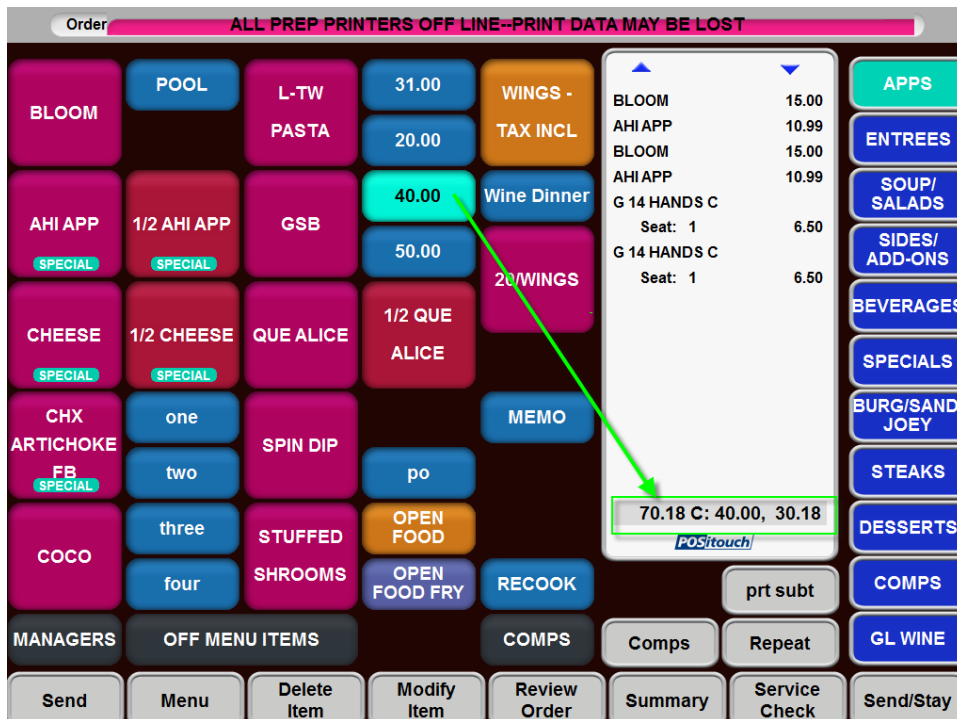 Order
ALL PREP PRINTERS OFF LINE--PRINT DATA MAY BE LOST
BLOOM
POOL
L-TW
PASTA
31.00
20.00
WINGS -
TAX INCL
AHI APP
SPECIAL
1/2 AHI APP
SPECIAL
GSB
40.00
50.00
Wine Dinner
20/WINGS
CHEESE
SPECIAL
1/2 CHEESE
SPECIAL
QUE ALICE
1/2 QUE
ALICE
CHX
ARTICHOKE
FB
SPECIAL
one
two
SPIN DIP
po
MEMO
COCO
three
four
STUFFED
SHROOMS
OPEN
FOOD
OPEN
FOOD FRY
RECOOK
MANAGERS
OFF MENU ITEMS
COMPS
BLOOM 15.00
AHI APP 10.99
BLOOM 15.00
AHI APP 10.99
G 14 HANDS C
Seat: 1 6.50
G 14 HANDS C
Seat: 1 6.50
70.18 C: 40.00, 30.18
POSitouch
prt subt
Comps
Repeat
APPS
ENTREES
SOUP/
SALADS
SIDES/
ADD-ONS
BEVERAGES
SPECIALS
BURG/SAND
JOEY
STEAKS
DESSERTS
COMPS
GL WINE
Send
Menu
Delete
Item
Modify
Item
Review
Order
Summary
Service
Check
Send/Stay